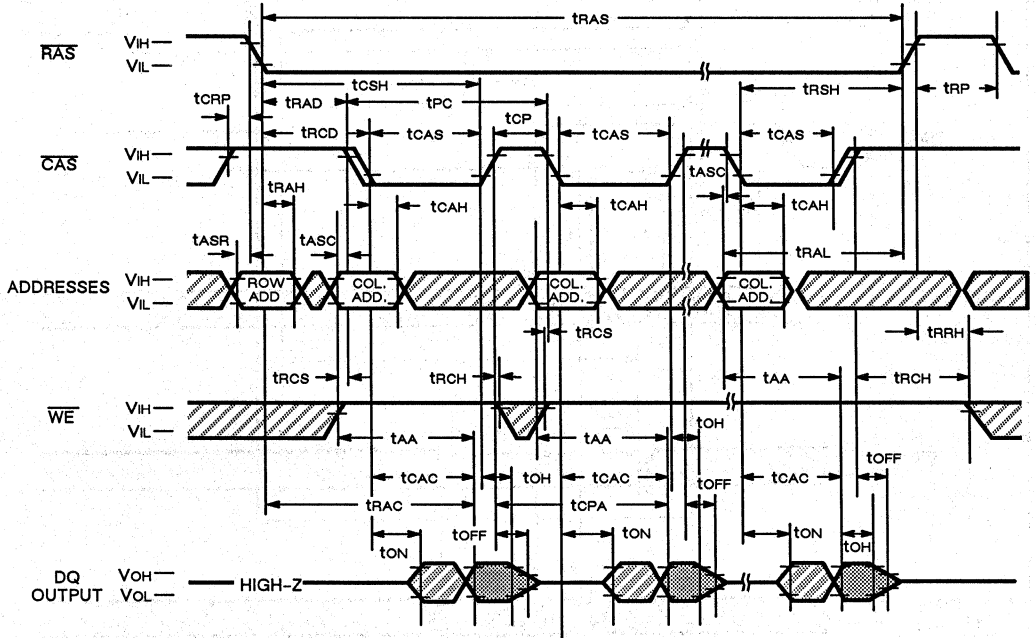 tRAS
RAS
VIH
VIL
tCSH
tRSH
tRP
tCRP
tRAD
tPC
tCP
tRCD
tCAS
tCAS
tCAS
CAS
VIH
VIL
tASC
tRAH
tCAH
tCAH
tCAH
tASR
tASC
tRAL
ADDRESSES
VIH
VIL
ROW ADD
COL. ADD.
COL. ADD.
COL. ADD.
tRCS
tRRH
tRCS
tRCH
tAA
tRCH
WE
VIH
VIL
tAA
tAA
tOH
tCAC
tOH
tCAC
tOFF
tCAC
tOFF
tRAC
tCPA
tON
tOFF
tON
tON
tOH
DQ OUTPUT
VOH
VOL
HIGH-Z